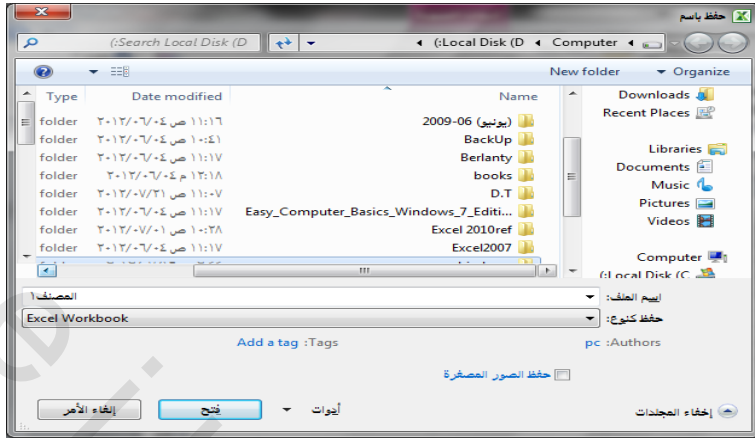 حفظ باسم
Computer ◄ Local Disk (D:) ◄
Search Local Disk (D:)
Organize ▼ New folder
Downloads
Recent Places
Libraries
Documents
Music
Pictures
Videos
Computer
Local Disk (C:
Name Date modified Type
2009-06 (يونيو) ٢٠١٢/٠٦/٠٤ ١١:١٦ ص folder
BackUp ٢٠١٢/٠٦/٠٤ ١٠:٤١ ص folder
Berlanty ٢٠١٢/٠٦/٠٤ ١١:١٧ ص folder
books ٢٠١٢/٠٦/٠٤ ١٢:١٨ م folder
D.T ٢٠١٢/٠٧/٢١ ١١:٠٧ ص folder
Easy_Computer_Basics_Windows_7_Editi... ٢٠١٢/٠٦/٠٤ ١١:١٧ ص folder
Excel 2010ref ٢٠١٢/٠٧/٠١ ١٠:٢٨ ص folder
Excel2007 ٢٠١٢/٠٦/٠٤ ١١:١٧ ص folder
اسم الملف: المصنف١
حفظ كنوع: Excel Workbook
Authors: pc Tags: Add a tag
حفظ الصور المصغرة
إخفاء المجلدات أدوات فتح إلغاء الأمر